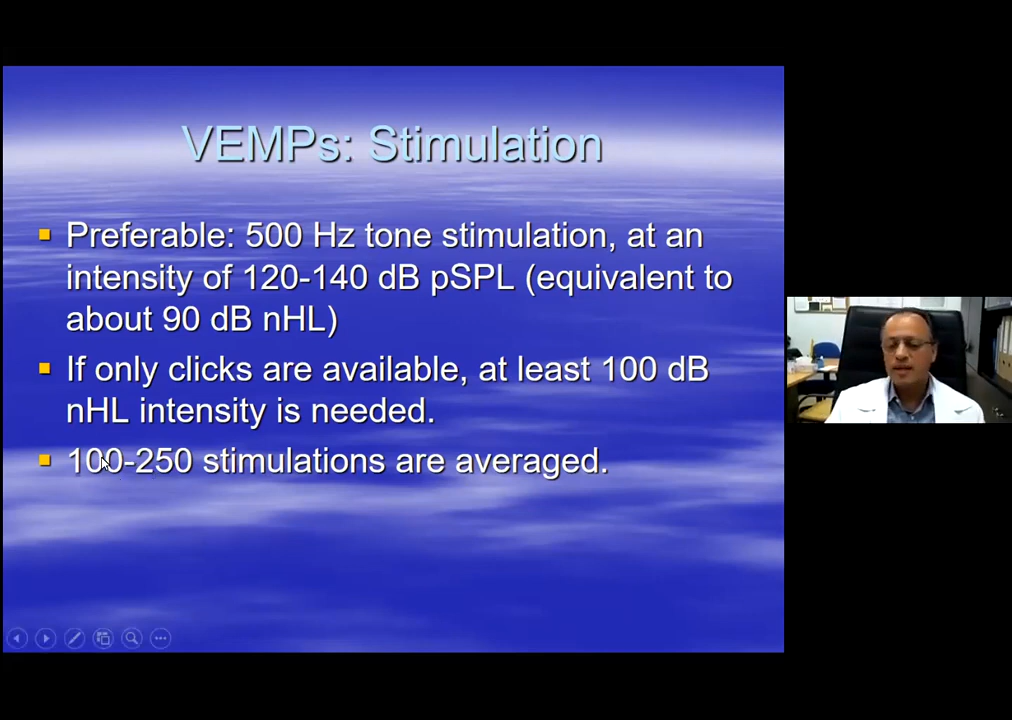 VEMPs: Stimulation
Preferable: 500 Hz tone stimulation, at an
intensity of 120-140 dB pSPL (equivalent to
about 90 dB nHL)
If only clicks are available, at least 100 dB
nHL intensity is needed.
100-250 stimulations are averaged.